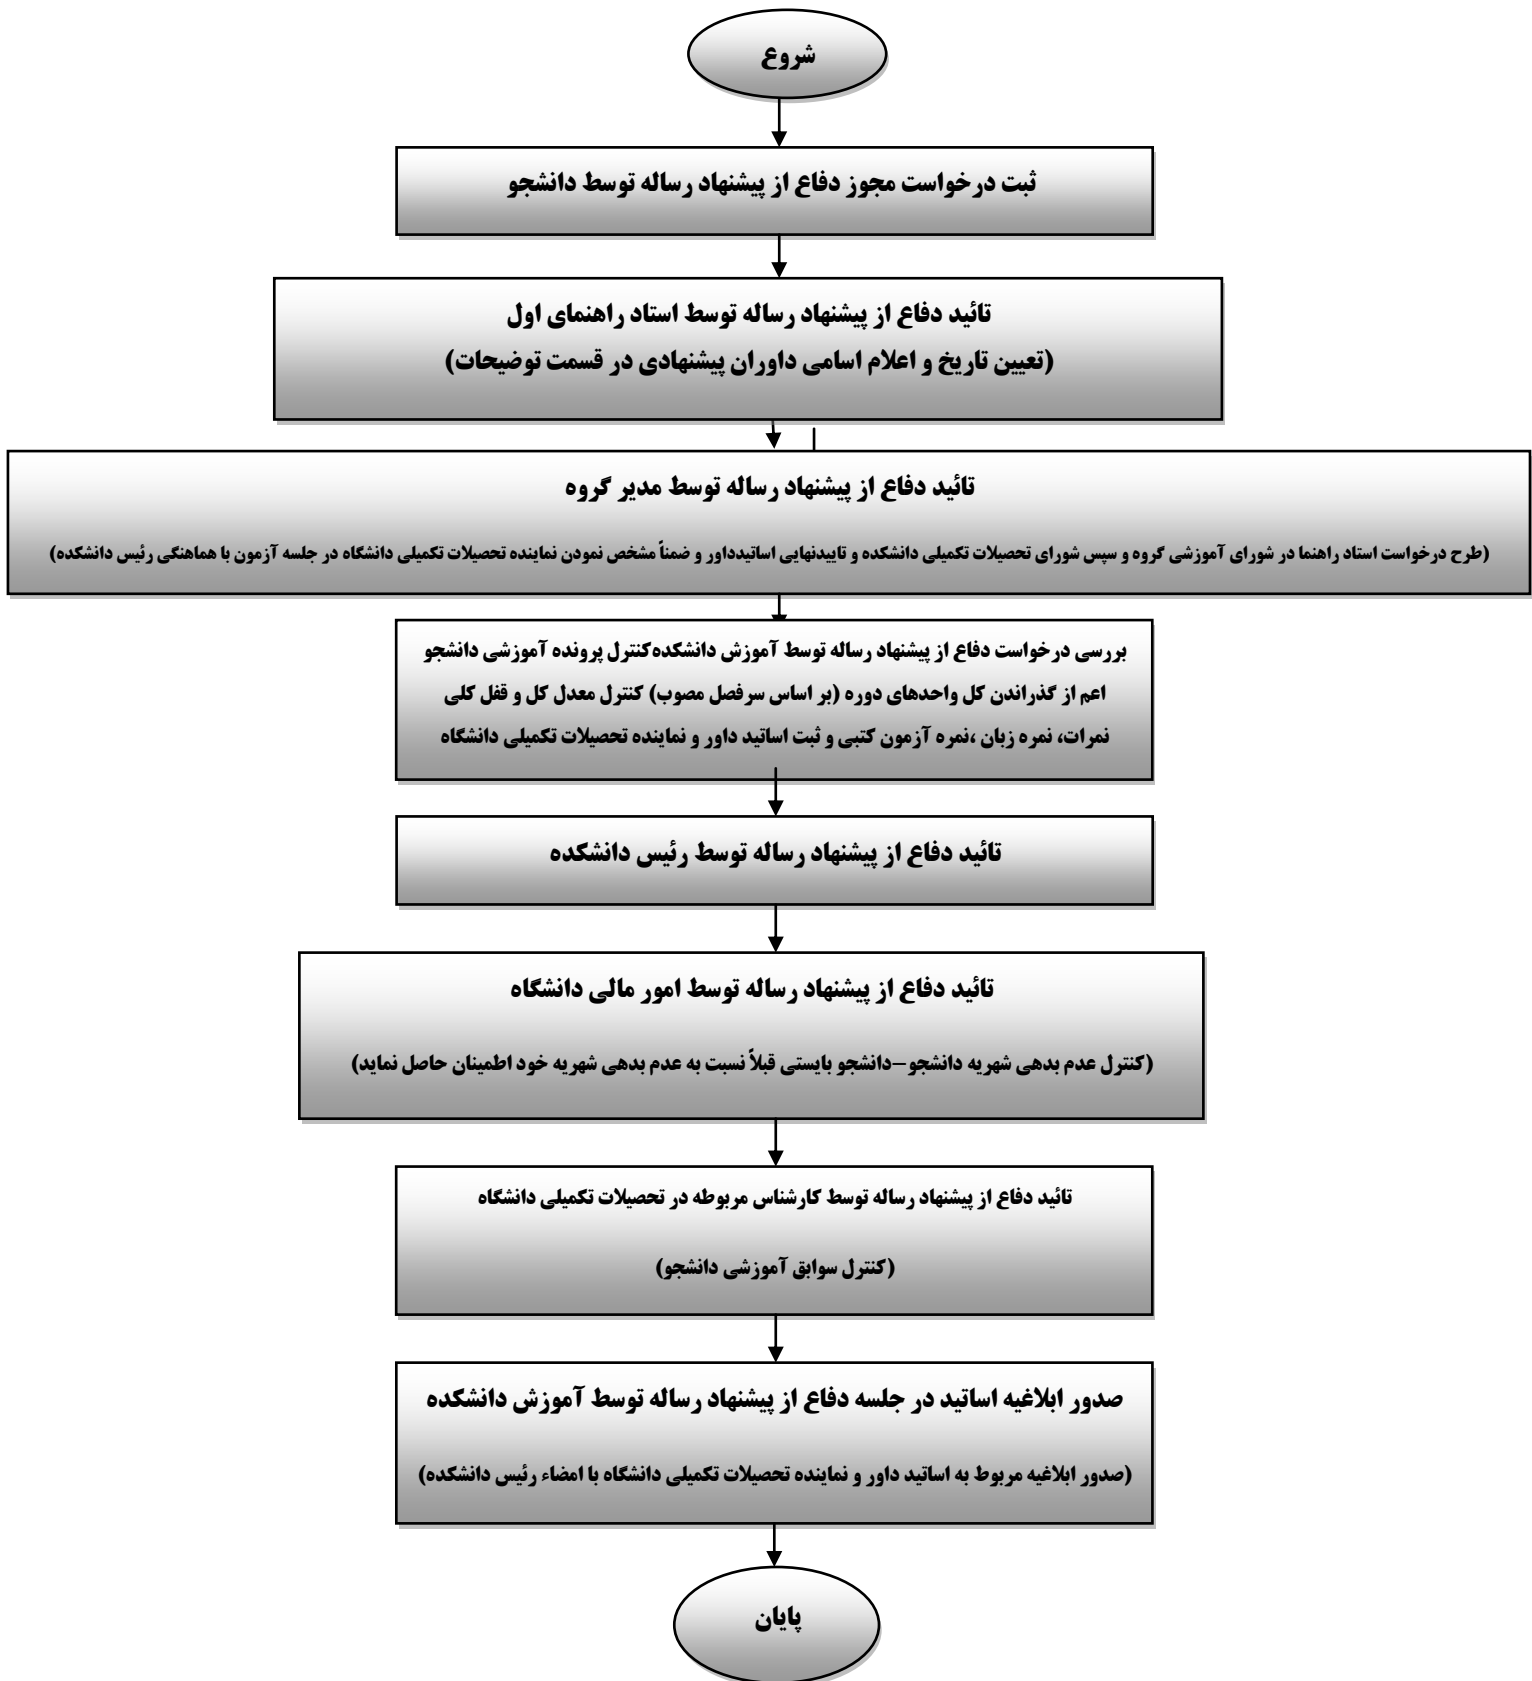 شروع
ثبت درخواست مجوز دفاع از پیشنهاد رساله توسط دانشجو
تائید دفاع از پیشنهاد رساله توسط استاد راهنمای اول
(تعیین تاریخ و اعلام اسامی داوران پیشنهادی در قسمت توضیحات)
تائید دفاع از پیشنهاد رساله توسط مدیر گروه
(طرح درخواست استاد راهنما در شورای آموزشی گروه و سپس شورای تحصیلات تکمیلی دانشکده و تاییدنهایی اساتیدداور و ضمناً مشخص نمودن نماینده تحصیلات تکمیلی دانشگاه در جلسه آزمون با هماهنگی رئیس دانشکده)
بررسی درخواست دفاع از پیشنهاد رساله توسط آموزش دانشکده کنترل پرونده آموزشی دانشجو
اعم از گذراندن کل واحدهای دوره (بر اساس سرفصل مصوب) کنترل معدل کل و قفل کلی
نمرات، نمره زبان ،نمره آزمون کتبی و ثبت اساتید داور و نماینده تحصیلات تکمیلی دانشگاه
تائید دفاع از پیشنهاد رساله توسط رئیس دانشکده
تائید دفاع از پیشنهاد رساله توسط امور مالی دانشگاه
(کنترل عدم بدهی شهریه دانشجو –دانشجو بایستی قبلاً نسبت به عدم بدهی شهریه خود اطمینان حاصل نماید)
تائید دفاع از پیشنهاد رساله توسط کارشناس مربوطه در تحصیلات تکمیلی دانشگاه
(کنترل سوابق آموزشی دانشجو)
صدور ابلاغیه اساتید در جلسه دفاع از پیشنهاد رساله توسط آموزش دانشکده
(صدور ابلاغیه مربوط به اساتید داور و نماینده تحصیلات تکمیلی دانشگاه با امضاء رئیس دانشکده)
پایان